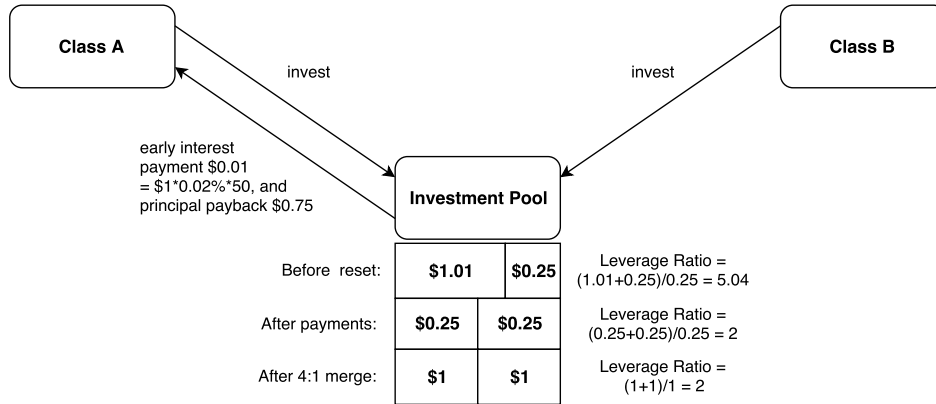 Class A
Class B
invest
invest
early interest
payment $0.01
= $1*0.02%*50, and
principal payback $0.75
Investment Pool
Before reset:
$1.01
$0.25
Leverage Ratio =
(1.01+0.25)/0.25 = 5.04
After payments:
$0.25
$0.25
Leverage Ratio =
(0.25+0.25)/0.25 = 2
After 4:1 merge:
$1
$1
Leverage Ratio =
(1+1)/1 = 2